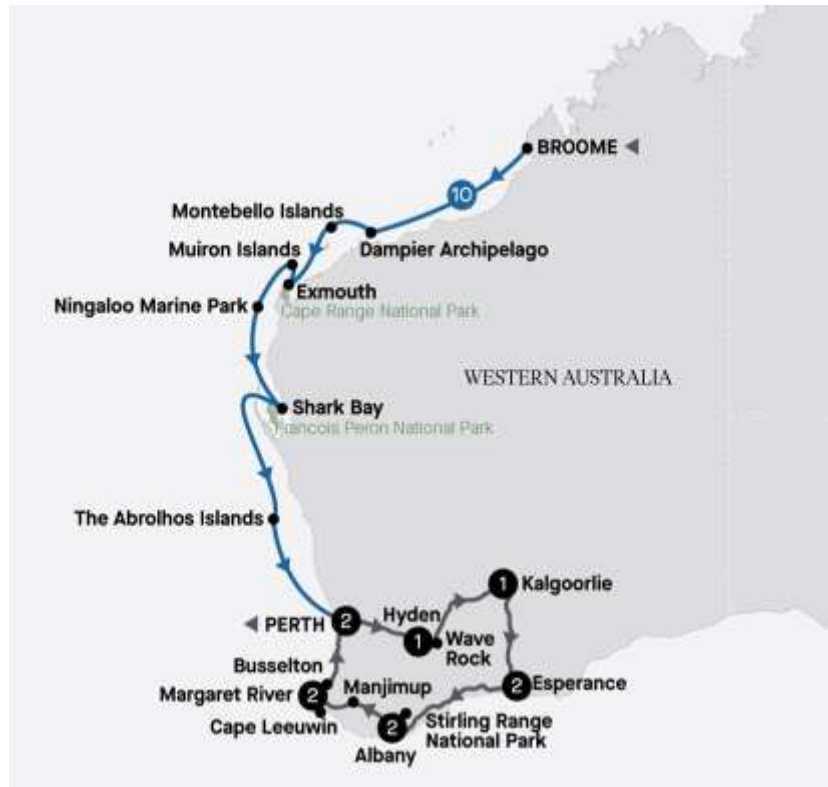 BROOME
10
Montebello Islands
Dampier Archipelago
Muiron Islands
Exmouth
Cape Range National Park
Ningaloo Marine Park
WESTERN AUSTRALIA
Shark Bay
Francois Peron National Park
The Abrolhos Islands
1
Kalgoorlie
Hyden
PERTH
2
1
Wave
Rock
Busselton
Margaret River
2
Manjimup
2
Esperance
Cape Leeuwin
2
Stirling Range
National Park
Albany